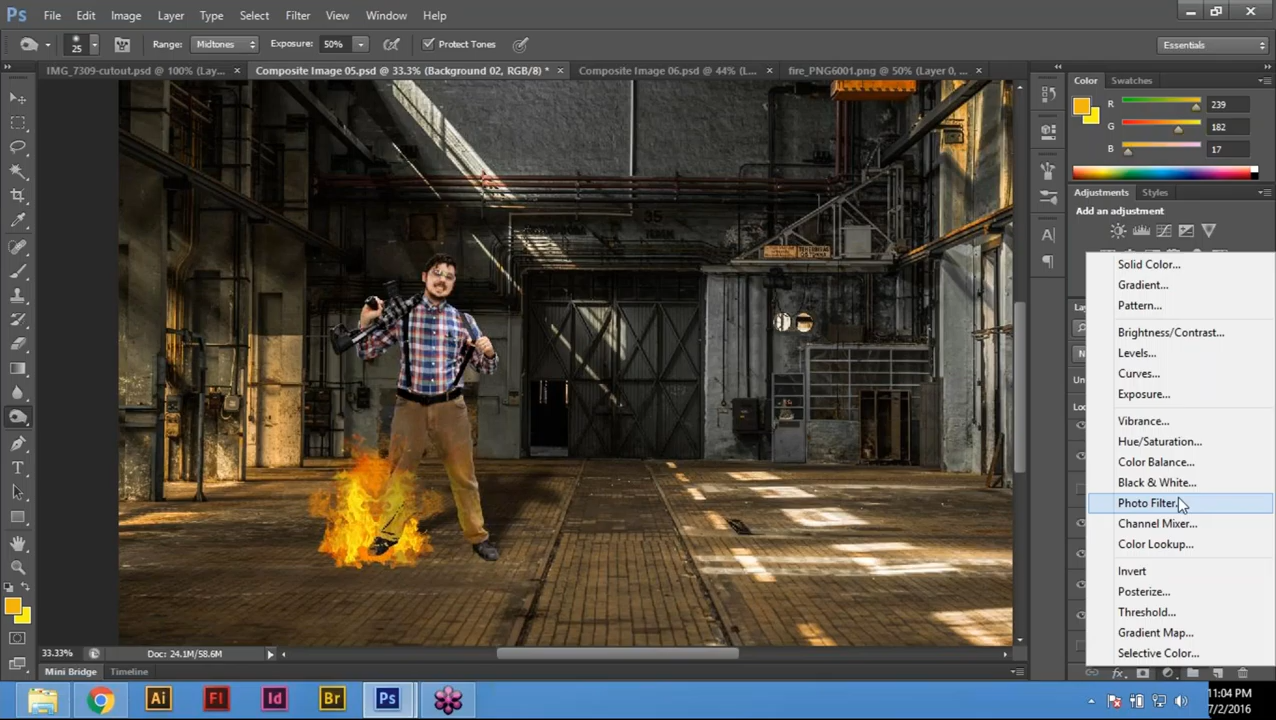 Ps File Edit Image Layer Type Select Filter View Window Help
25 Range: Midtones Exposure: 50% Protect Tones Essentials
IMG_7309-cutout.psd @ 100% (Lay... × Composite Image 05.psd @ 33.3% (Background 02, RGB/8) * × Composite Image 06.psd @ 44% (L... × fire_PNG6001.png @ 50% (Layer 0, ... ×
Color Swatches
R 239
G 182
B 17
Adjustments Styles
Add an adjustment
35
Solid Color...
Gradient...
Pattern...
Brightness/Contrast...
Levels...
Curves...
Exposure...
Vibrance...
Hue/Saturation...
Color Balance...
Black & White...
Photo Filter...
Channel Mixer...
Color Lookup...
Invert
Posterize...
Threshold...
Gradient Map...
Selective Color...
33.33% Doc: 24.1M/58.6M
Mini Bridge Timeline
Ai Fl Id Br Ps
11:04 PM
7/2/2016